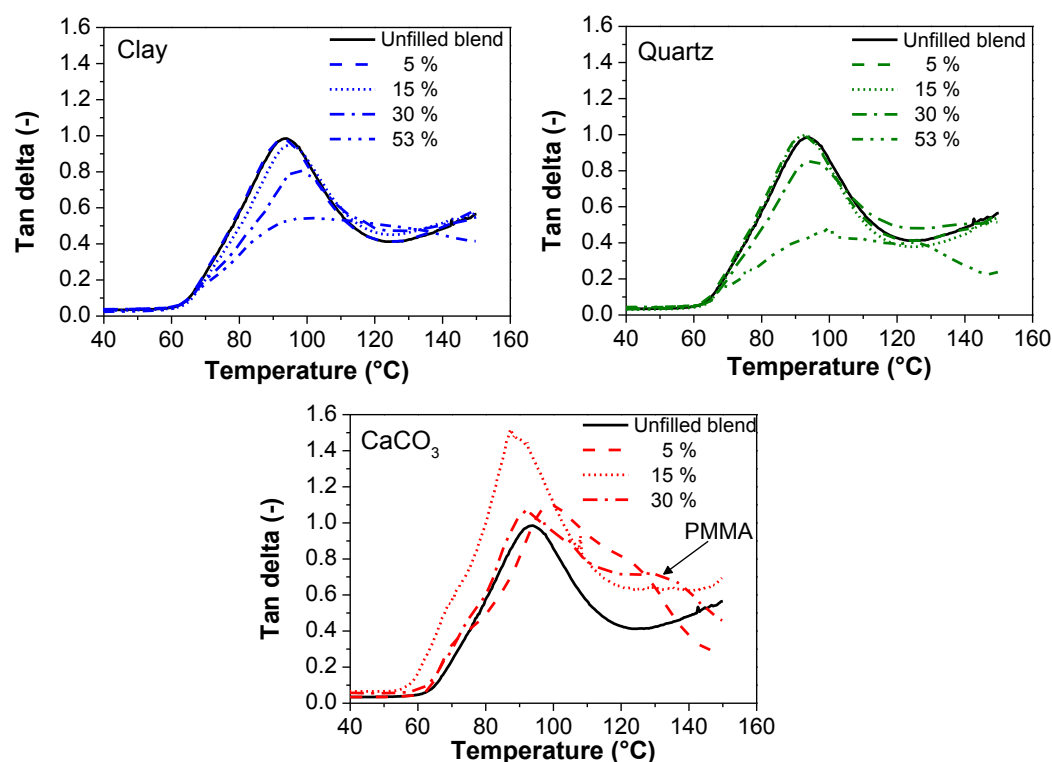 Clay
Unfilled blend
5 %
15 %
30 %
53 %
Tan delta (-)
1.6
1.4
1.2
1.0
0.8
0.6
0.4
0.2
0.0
40 60 80 100 120 140 160
Temperature (°C)
Quartz
Unfilled blend
5 %
15 %
30 %
53 %
Tan delta (-)
1.6
1.4
1.2
1.0
0.8
0.6
0.4
0.2
0.0
40 60 80 100 120 140 160
Temperature (°C)
CaCO3
Unfilled blend
5 %
15 %
30 %
PMMA
Tan delta (-)
1.6
1.4
1.2
1.0
0.8
0.6
0.4
0.2
0.0
40 60 80 100 120 140 160
Temperature (°C)